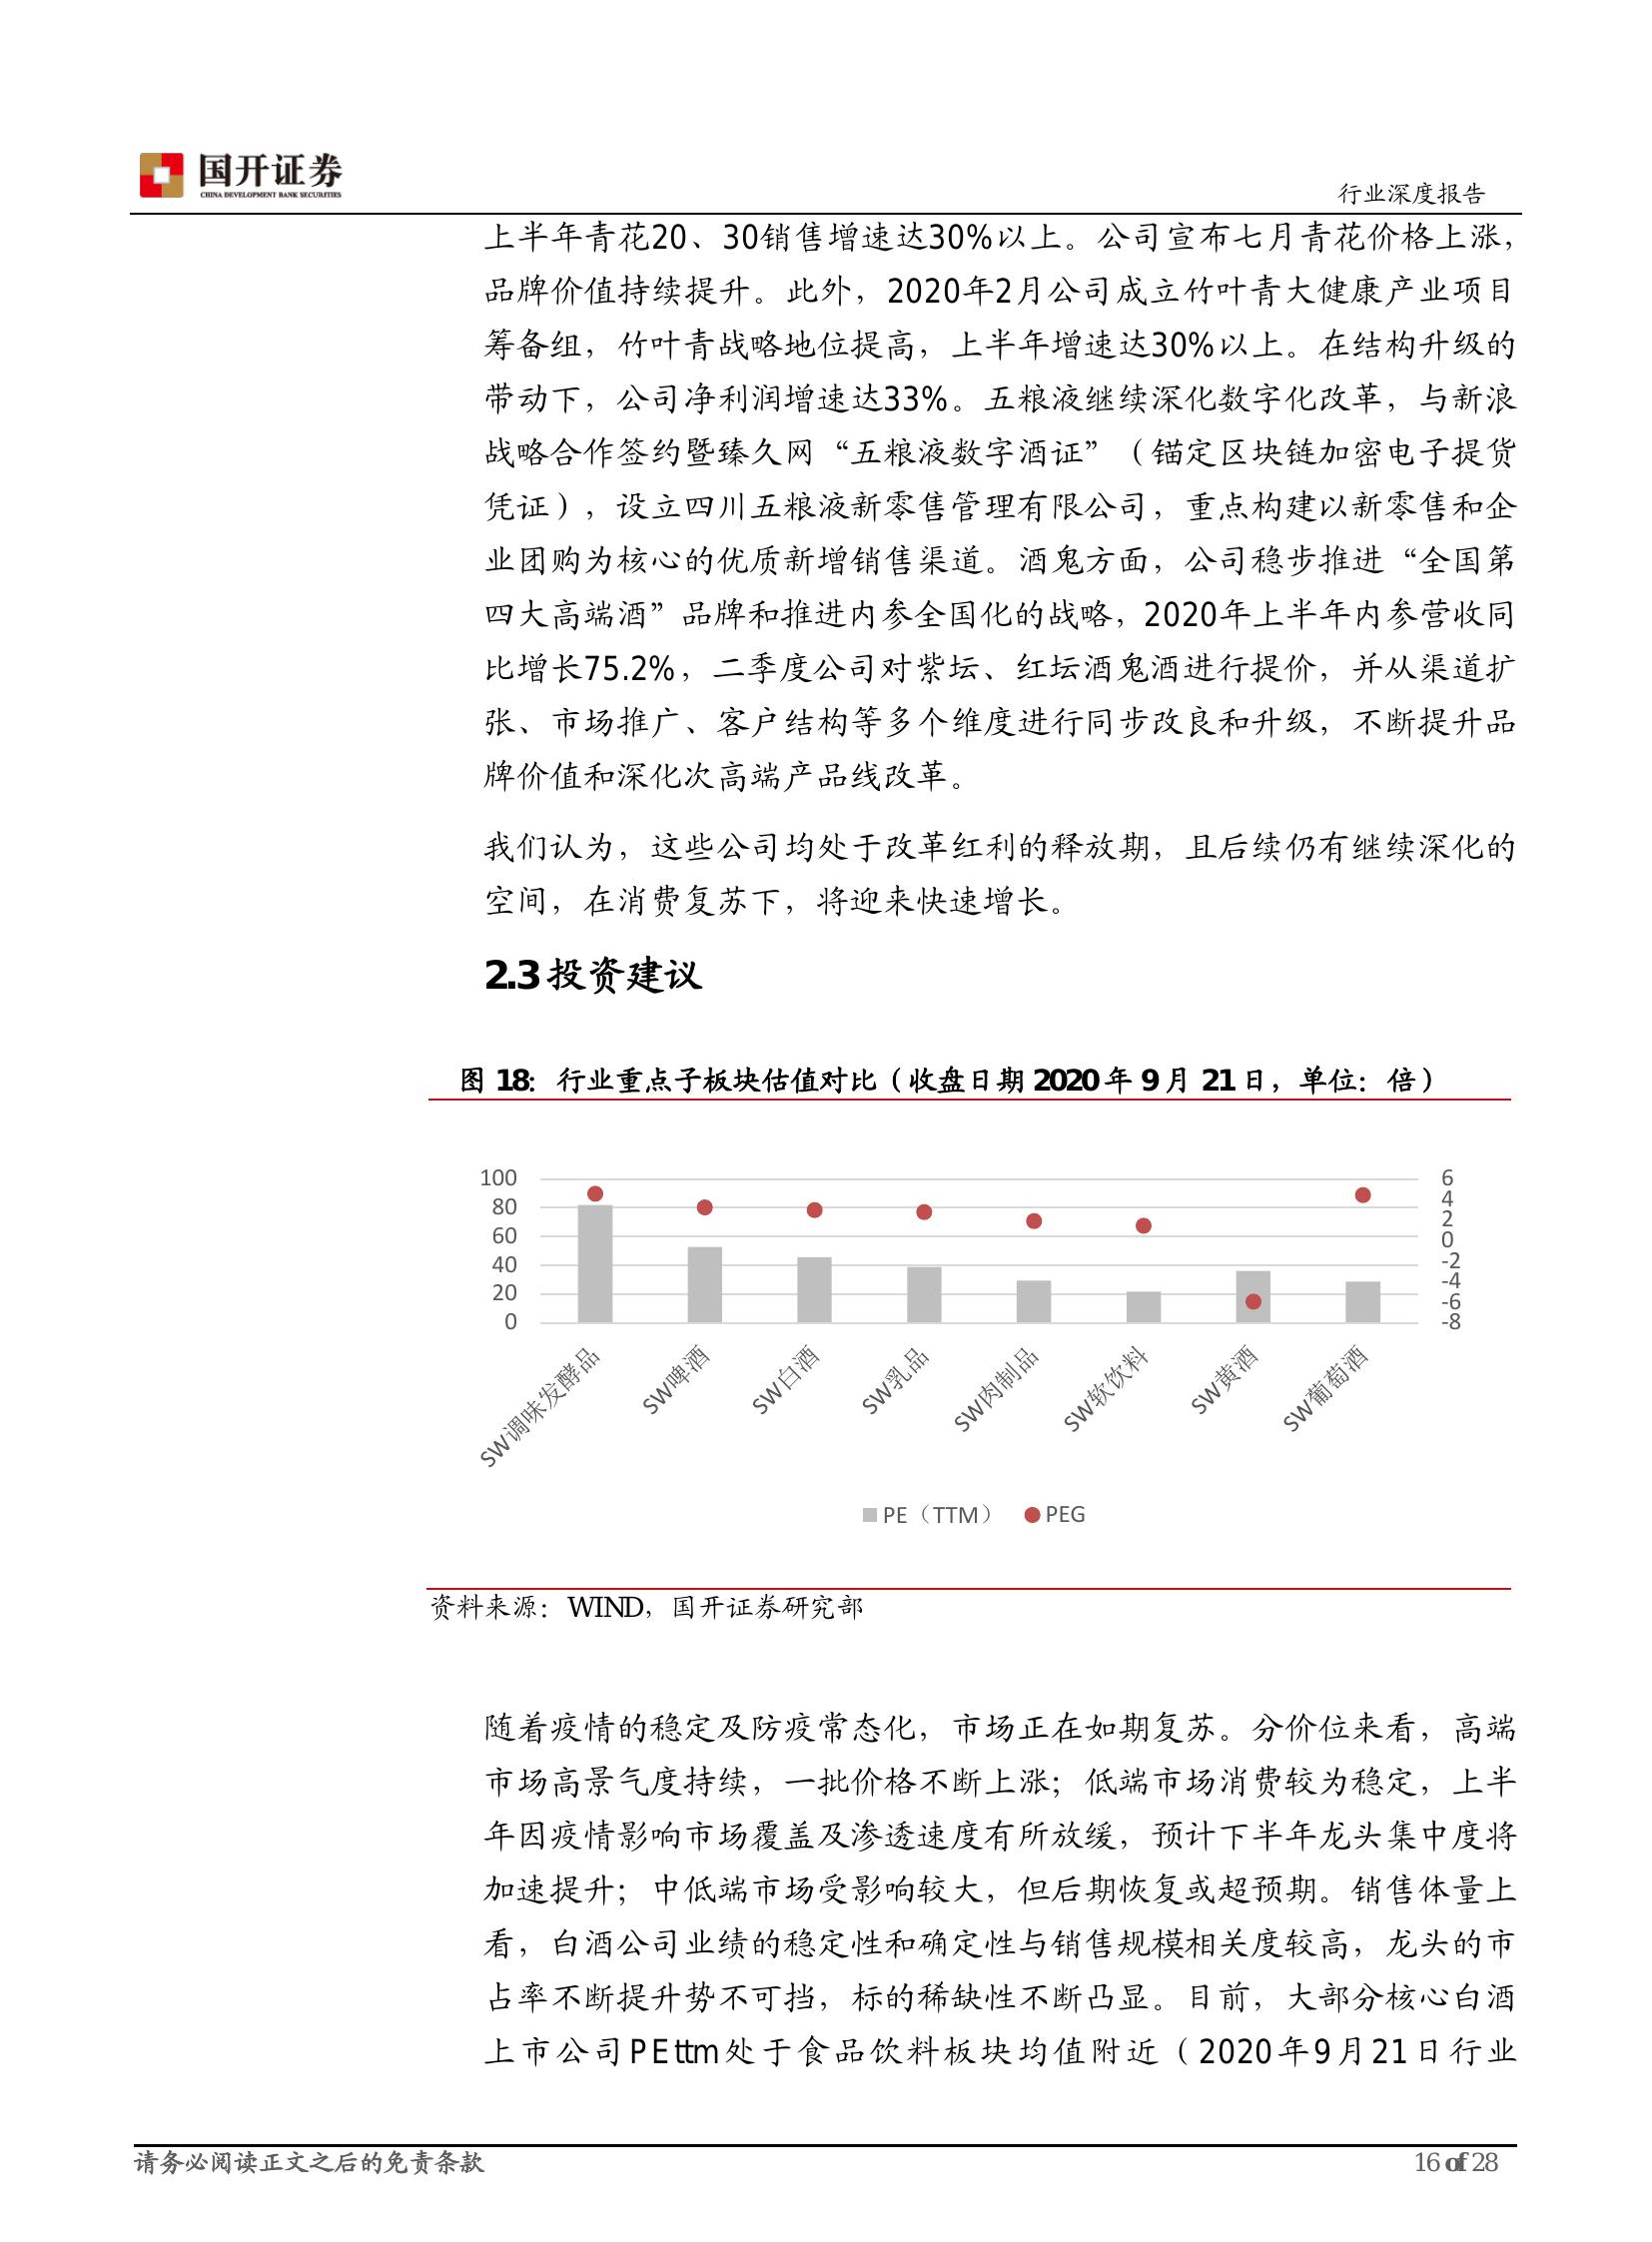 国开证券
CHINA DEVELOPMENT BANK SECURITIES
行业深度报告
上半年青花20、30销售增速达30%以上。公司宣布七月青花价格上涨，
品牌价值持续提升。此外，2020年2月公司成立竹叶青大健康产业项目
筹备组，竹叶青战略地位提高，上半年增速达30%以上。在结构升级的
带动下，公司净利润增速达33%。五粮液继续深化数字化改革，与新浪
战略合作签约暨臻久网“五粮液数字酒证”（锚定区块链加密电子提货
凭证），设立四川五粮液新零售管理有限公司，重点构建以新零售和企
业团购为核心的优质新增销售渠道。酒鬼方面，公司稳步推进“全国第
四大高端酒”品牌和推进内参全国化的战略，2020年上半年内参营收同
比增长75.2%，二季度公司对紫坛、红坛酒鬼酒进行提价，并从渠道扩
张、市场推广、客户结构等多个维度进行同步改良和升级，不断提升品
牌价值和深化次高端产品线改革。
我们认为，这些公司均处于改革红利的释放期，且后续仍有继续深化的
空间，在消费复苏下，将迎来快速增长。
2.3 投资建议
图 18：行业重点子板块估值对比（收盘日期 2020 年 9 月 21 日，单位：倍）
100
80
60
40
20
0
6
4
2
0
-2
-4
-6
-8
SW调味发酵品
SW啤酒
SW白酒
SW乳品
SW肉制品
SW软饮料
SW黄酒
SW葡萄酒
PE（TTM） PEG
资料来源：WIND，国开证券研究部
随着疫情的稳定及防疫常态化，市场正在如期复苏。分价位来看，高端
市场高景气度持续，一批价格不断上涨；低端市场消费较为稳定，上半
年因疫情影响市场覆盖及渗透速度有所放缓，预计下半年龙头集中度将
加速提升；中低端市场受影响较大，但后期恢复或超预期。销售体量上
看，白酒公司业绩的稳定性和确定性与销售规模相关度较高，龙头的市
占率不断提升势不可挡，标的稀缺性不断凸显。目前，大部分核心白酒
上市公司PEttm处于食品饮料板块均值附近（2020年9月21日行业
请务必阅读正文之后的免责条款
16 of 28